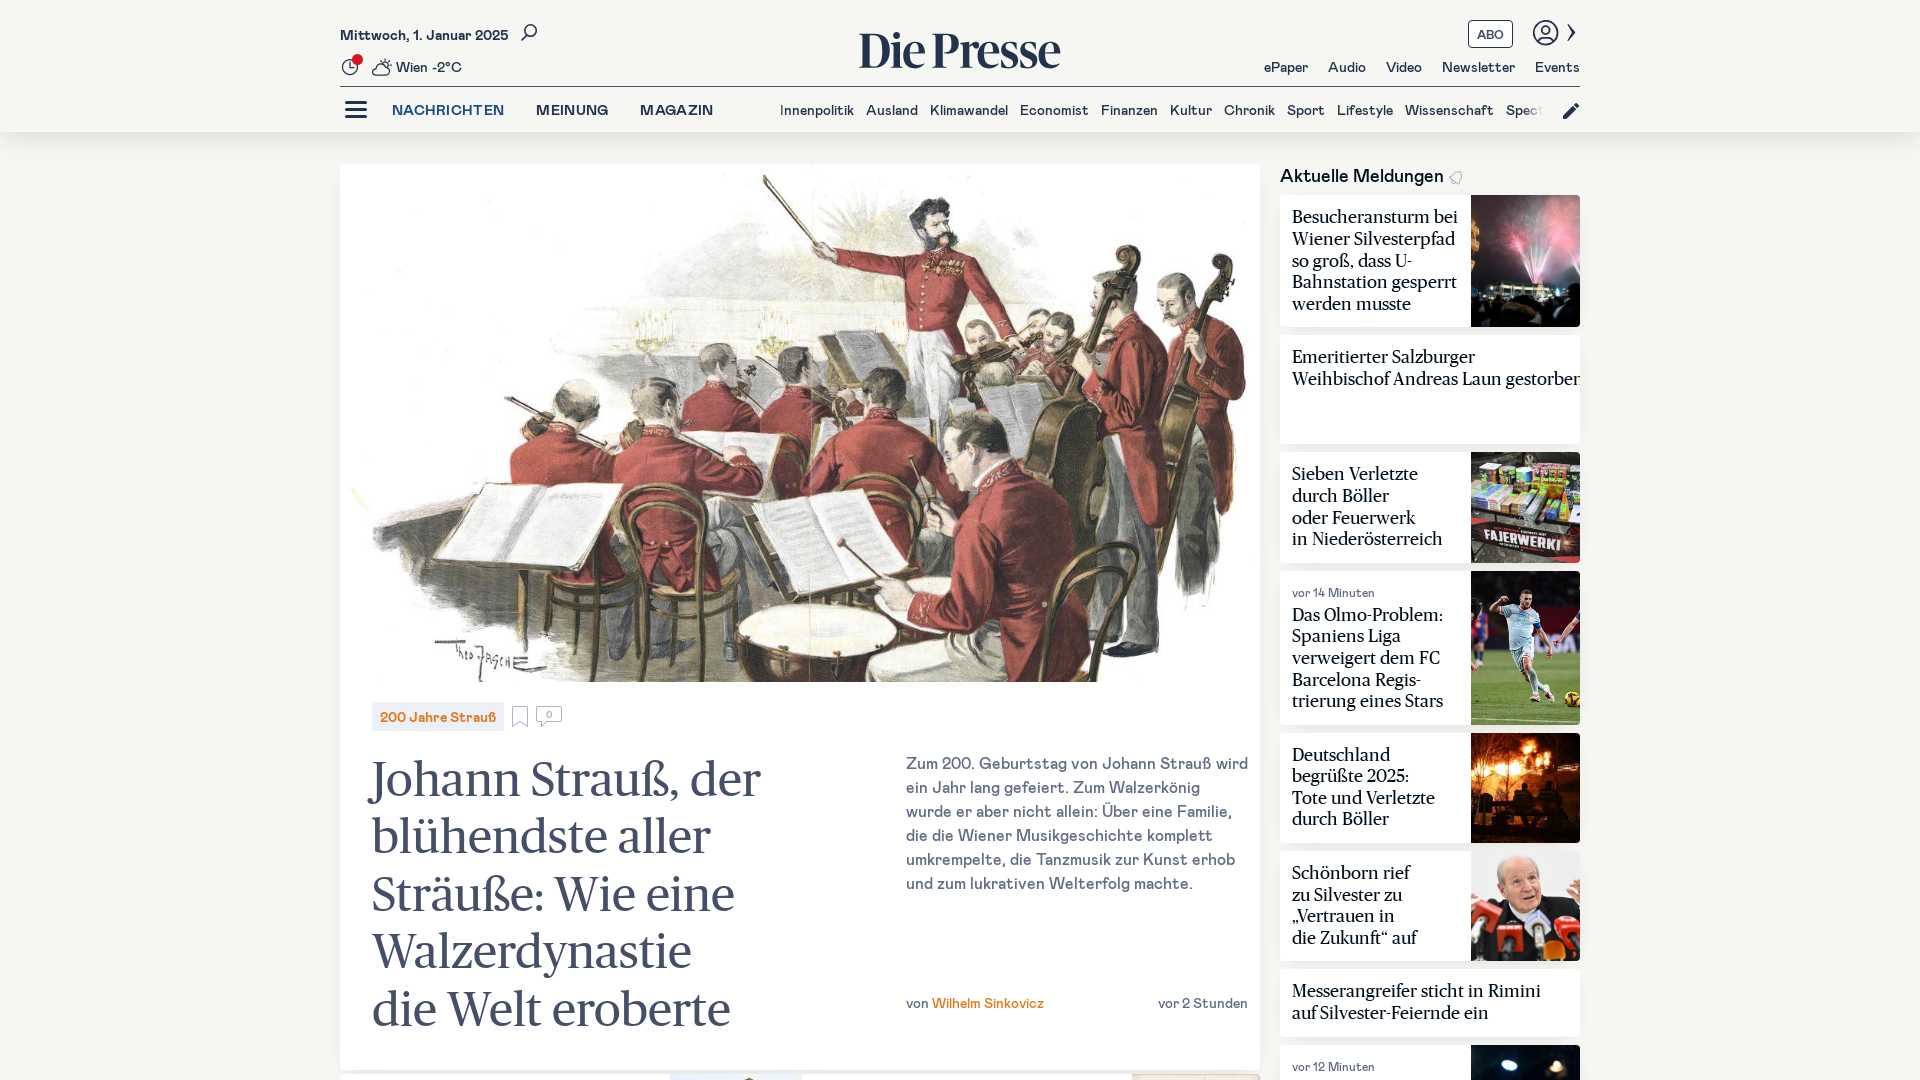 Mittwoch, 1. Januar 2025
Wien -2°C
Die Presse
ABO
ePaper Audio Video Newsletter Events
NACHRICHTEN MEINUNG MAGAZIN
Innenpolitik Ausland Klimawandel Economist Finanzen Kultur Chronik Sport Lifestyle Wissenschaft Spect
Theo Zasche
200 Jahre Strauß
0
Johann Strauß, der
blühendste aller
Sträuße: Wie eine
Walzerdynastie
die Welt eroberte
Zum 200. Geburtstag von Johann Strauß wird
ein Jahr lang gefeiert. Zum Walzerkönig
wurde er aber nicht allein: Über eine Familie,
die die Wiener Musikgeschichte komplett
umkrempelte, die Tanzmusik zur Kunst erhob
und zum lukrativen Welterfolg machte.
von Wilhelm Sinkovicz
vor 2 Stunden
Aktuelle Meldungen
Besucheransturm bei
Wiener Silvesterpfad
so groß, dass U-
Bahnstation gesperrt
werden musste
Emeritierter Salzburger
Weihbischof Andreas Laun gestorben
Sieben Verletzte
durch Böller
oder Feuerwerk
in Niederösterreich
FAJERWERKI
vor 14 Minuten
Das Olmo-Problem:
Spaniens Liga
verweigert dem FC
Barcelona Regis-
trierung eines Stars
Deutschland
begrüßte 2025:
Tote und Verletzte
durch Böller
Schönborn rief
zu Silvester zu
„Vertrauen in
die Zukunft“ auf
Messerangreifer sticht in Rimini
auf Silvester-Feiernde ein
vor 12 Minuten